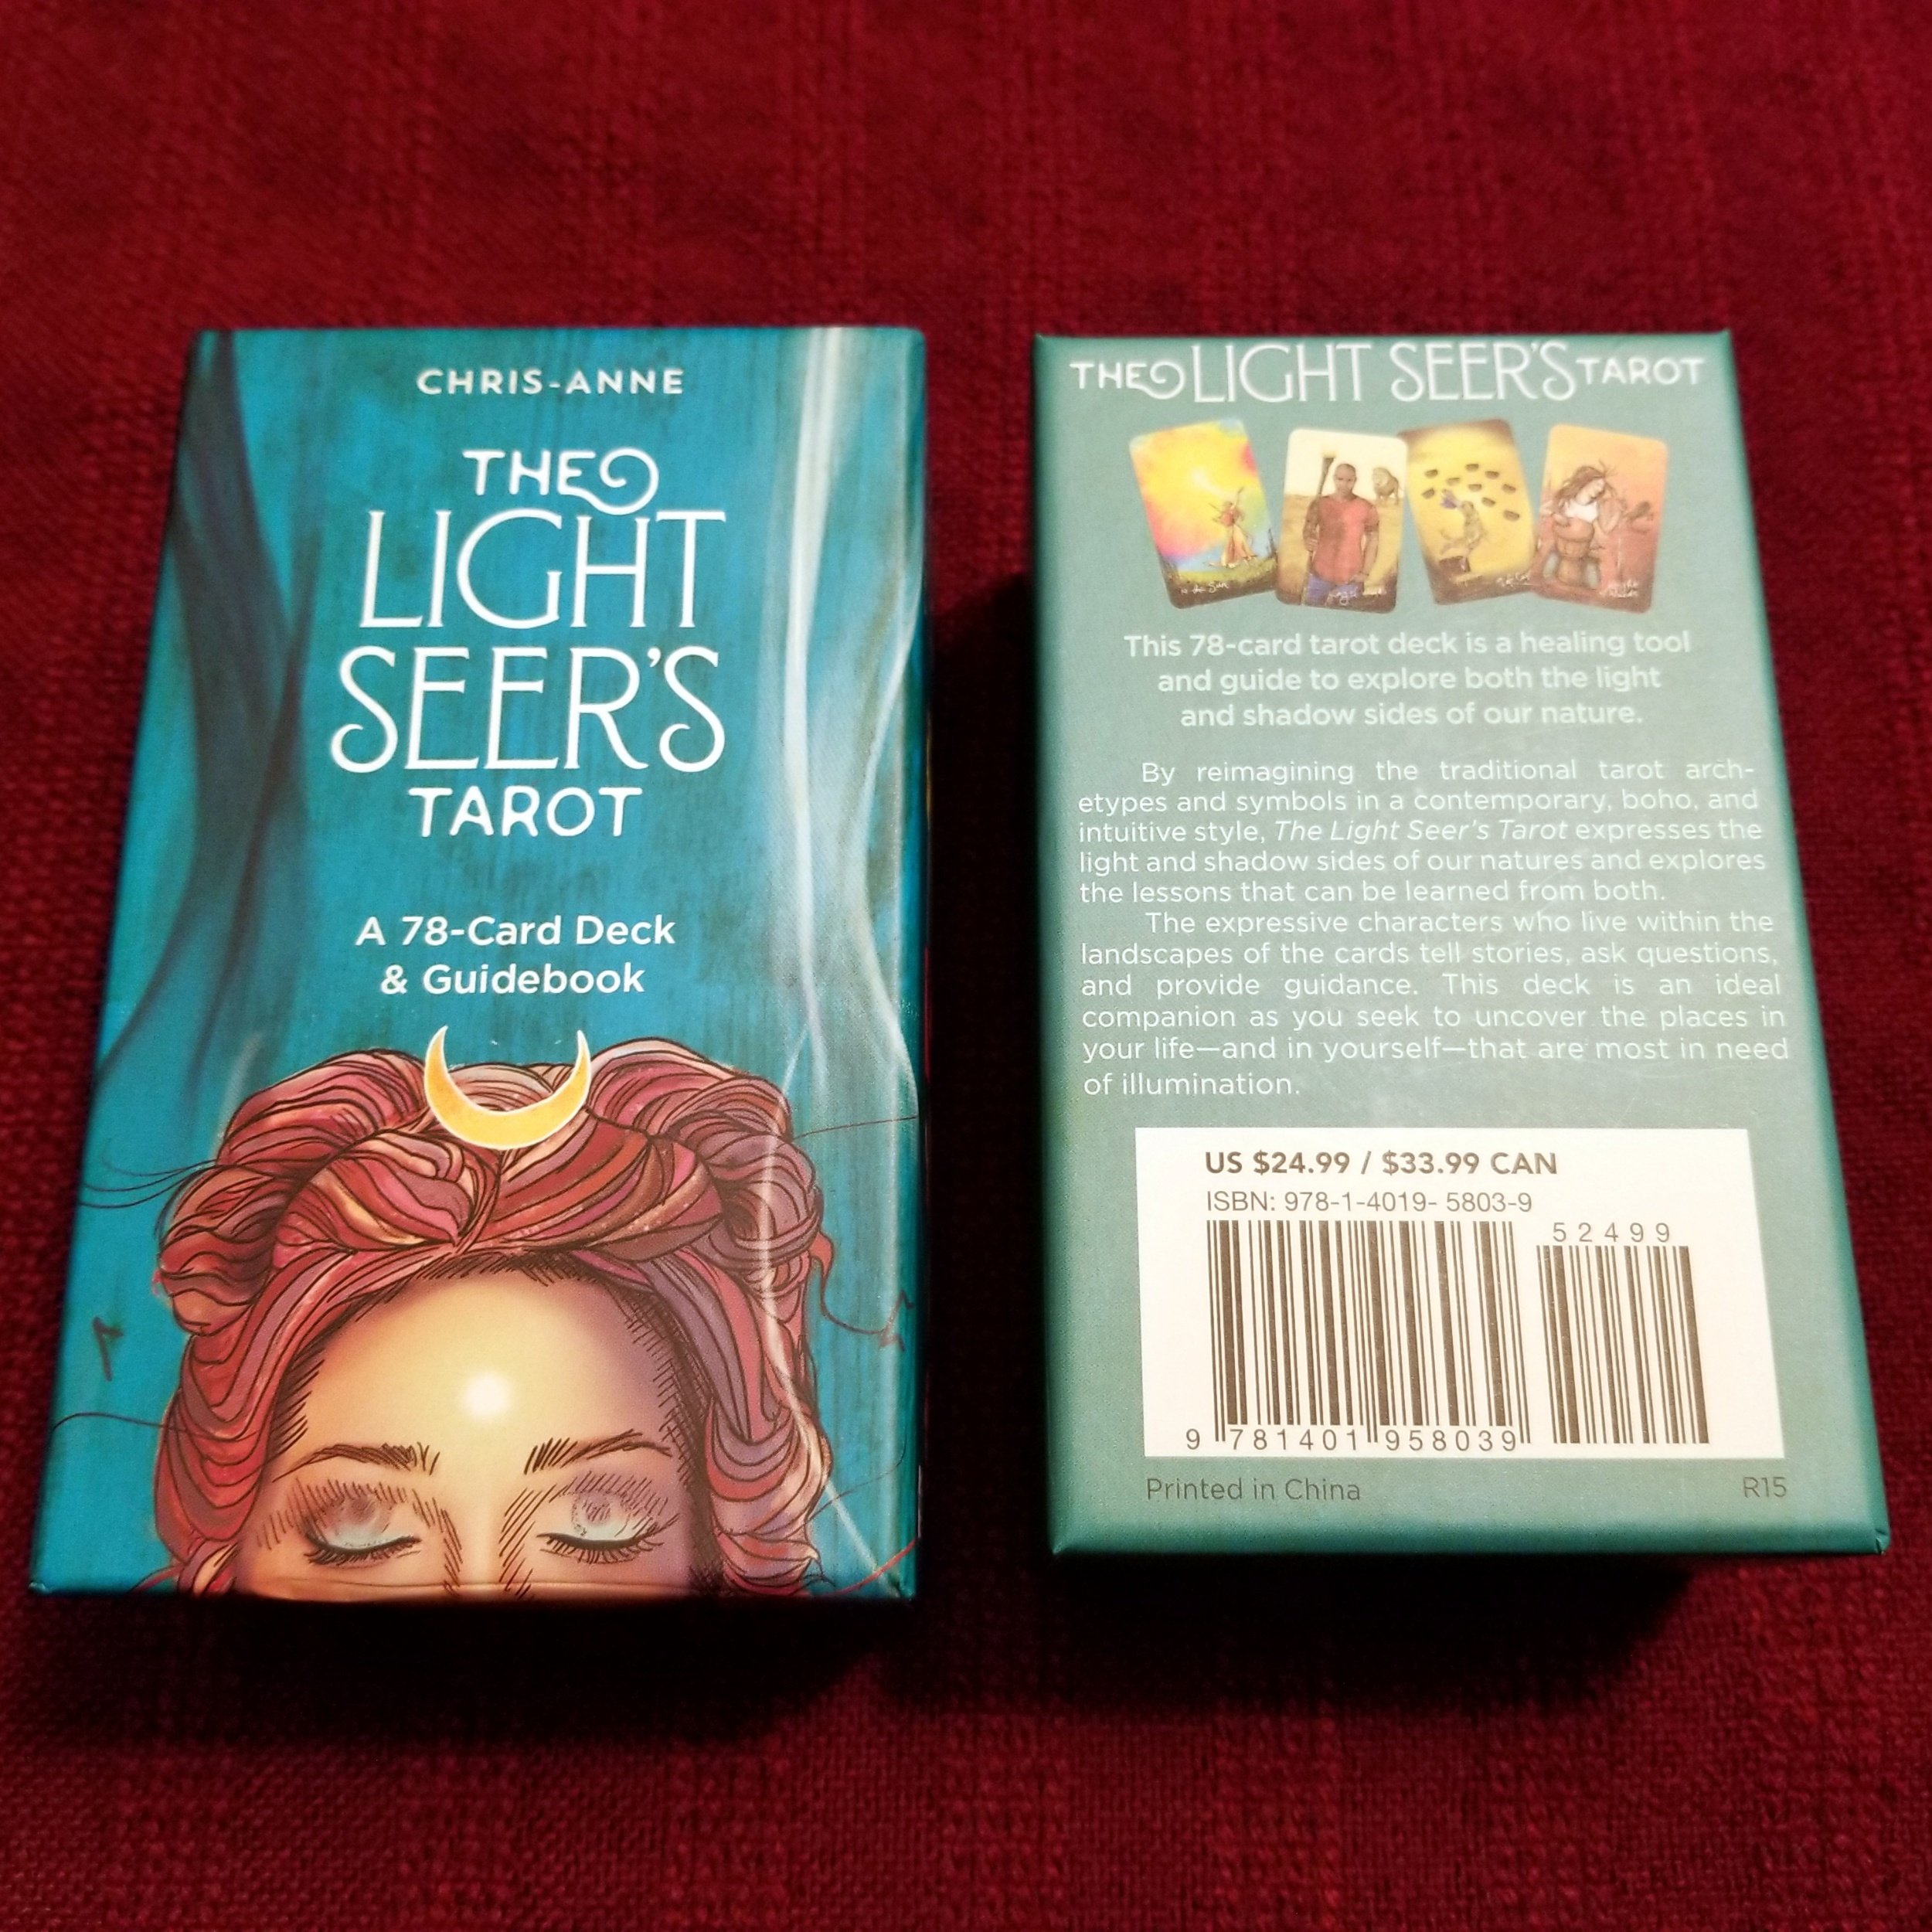 CHRIS-ANNE
THE
LIGHT
SEER'S
TAROT
A 78-Card Deck
& Guidebook
THE LIGHT SEER'S TAROT
This 78-card tarot deck is a healing tool
and guide to explore both the light
and shadow sides of our nature.
By reimagining the traditional tarot arch-
etypes and symbols in a contemporary, boho, and
intuitive style, The Light Seer's Tarot expresses the
light and shadow sides of our natures and explores
the lessons that can be learned from both.
The expressive characters who live within the
landscapes of the cards tell stories, ask questions,
and provide guidance. This deck is an ideal
companion as you seek to uncover the places in
your life—and in yourself—that are most in need
of illumination.
US $24.99 / $33.99 CAN
ISBN: 978-1-4019- 5803-9
52499
9 781401 958039
Printed in China
R15